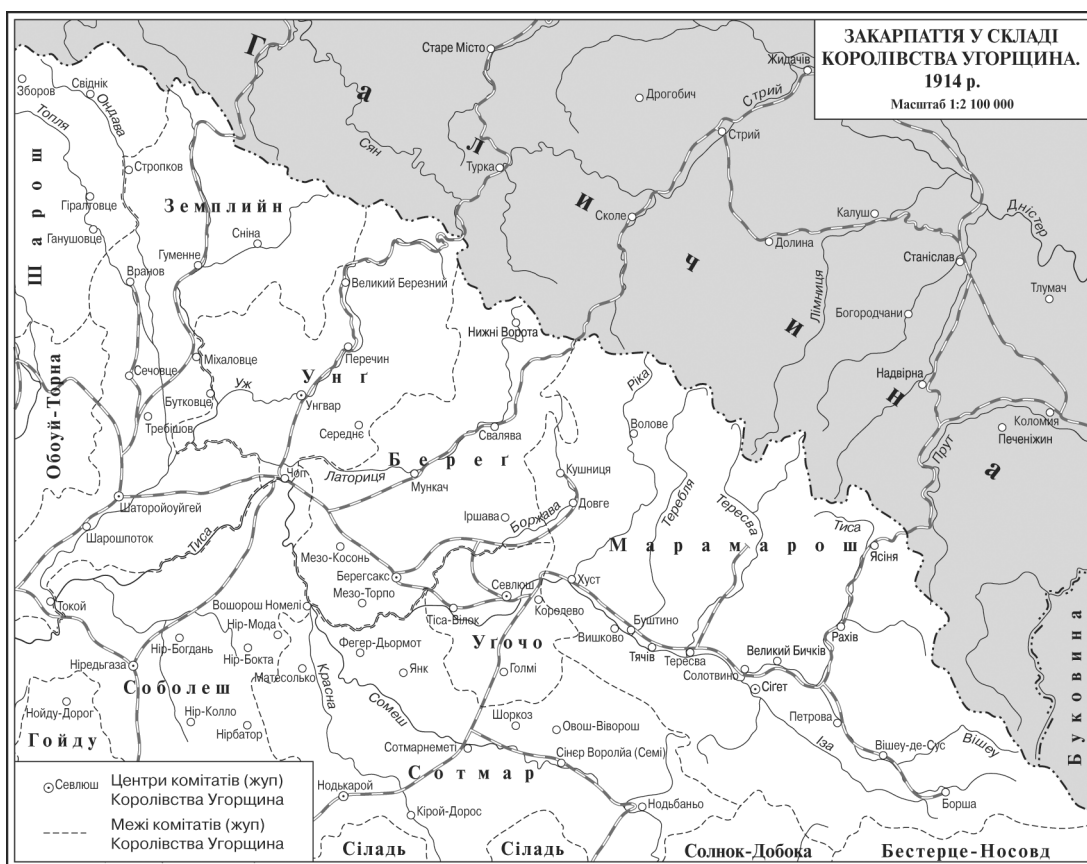 ЗАКАРПАТТЯ У СКЛАДІ
КОРОЛІВСТВА УГОРЩИНА.
1914 р.
Масштаб 1:2 100 000
Галичина
Буковина
Шарош
Земплийн
Обоуй-Торна
Унґ
Береґ
Марамарош
Уґочо
Соболеш
Гойду
Сотмар
Сіладь
Сіладь
Солнок-Добока
Бестерце-Носовд
Зборов
Свіднік
Топля
Ондава
Стропков
Гіралтовце
Ганушовце
Сніна
Гуменне
Вранов
Сечовце
Міхаловце
Требішов
Бутковце
Уж
Старе Місто
Сян
Турка
Дрогобич
Жидачів
Стрий
Стрий
Сколе
Калуш
Долина
Дністер
Станіслав
Тлумач
Лімниця
Богородчани
Надвірна
Коломия
Печеніжин
Прут
Великий Березний
Нижні Ворота
Перечин
Унгвар
Середнє
Свалява
Ріка
Волове
Чоп
Латориця
Мункач
Кушниця
Довге
Іршава
Боржава
Теребля
Тересва
Тиса
Ясіня
Шаторойоуйгей
Шарошпоток
Тиса
Токой
Мезо-Косонь
Берегсакс
Мезо-Торпо
Севлюш
Тіса-Вілок
Королево
Хуст
Вишково
Буштино
Тячів
Тересва
Солотвино
Великий Бичків
Рахів
Сіґет
Вошорош Номелі
Нір-Мода
Нір-Богдань
Нір-Бокта
Матесолько
Фегер-Дьормот
Янк
Голмі
Ніредьгаза
Красна
Сомеш
Нойду-Дорог
Нір-Колло
Нірбатор
Шоркоз
Овош-Віворош
Сотмарнеметі
Сінєр Воролйа (Семі)
Петрова
Іза
Вішеу-де-Сус
Вішеу
Борша
Нодькарой
Кірой-Дорос
Нодьбаньо
Севлюш
Центри комітатів (жуп)
Королівства Угорщина
Межі комітатів (жуп)
Королівства Угорщина